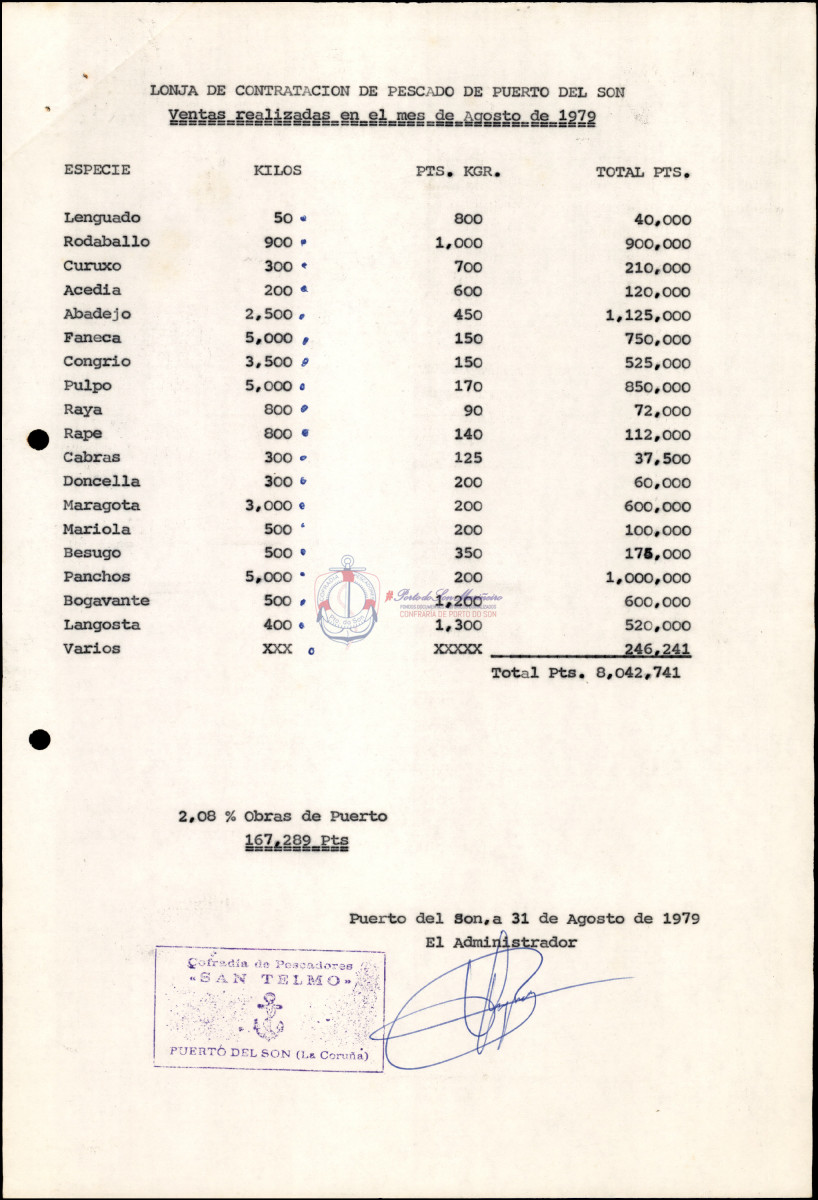 LONJA DE CONTRATACION DE PESCADO DE PUERTO DEL SON
Ventas realizadas en el mes de Agosto de 1979
ESPECIE KILOS PTS. KGR. TOTAL PTS.
Lenguado 50 800 40,000
Rodaballo 900 1,000 900,000
Curuxo 300 700 210,000
Acedia 200 600 120,000
Abadejo 2,500 450 1,125,000
Faneca 5,000 150 750,000
Congrio 3,500 150 525,000
Pulpo 5,000 170 850,000
Raya 800 90 72,000
Rape 800 140 112,000
Cabras 300 125 37,500
Doncella 300 200 60,000
Maragota 3,000 200 600,000
Mariola 500 200 100,000
Besugo 500 350 175,000
Panchos 5,000 200 1,000,000
Bogavante 500 1,200 600,000
Langosta 400 1,300 520,000
Varios XXX XXXXX 246,241
Total Pts. 8,042,741
Porto do Son Mariñeiro
CONFRARÍA DE PORTO DO SON
Pto. do Son
2,08 % Obras de Puerto
167,289 Pts
Puerto del Son,a 31 de Agosto de 1979
El Administrador
Cofradía de Pescadores
«SAN TELMO»
PUERTO DEL SON (La Coruña)